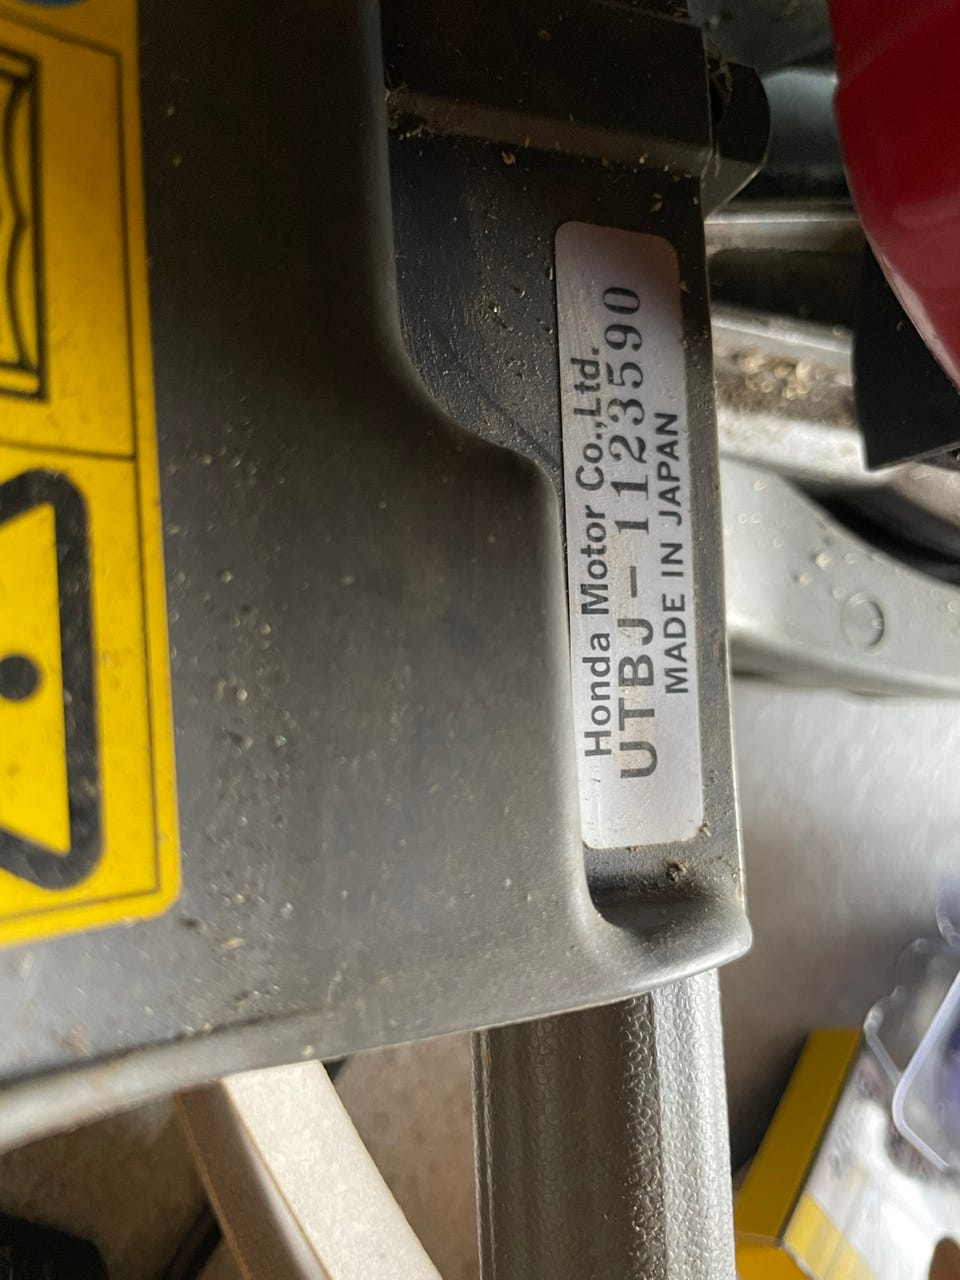 Honda Motor Co.,Ltd.
UTBJ-1123590
MADE IN JAPAN